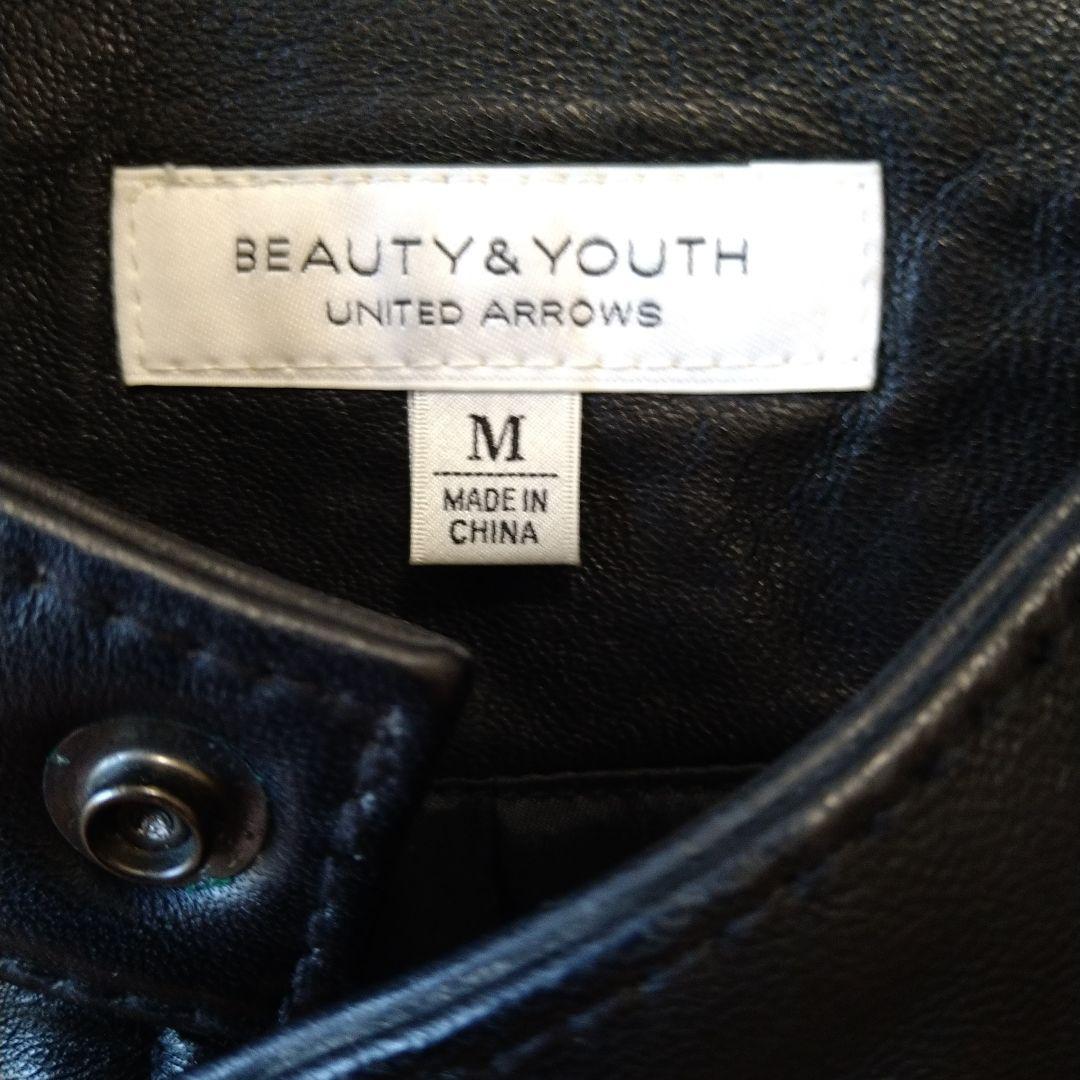 BEAUTY & YOUTH
UNITED ARROWS
M
MADE IN
CHINA